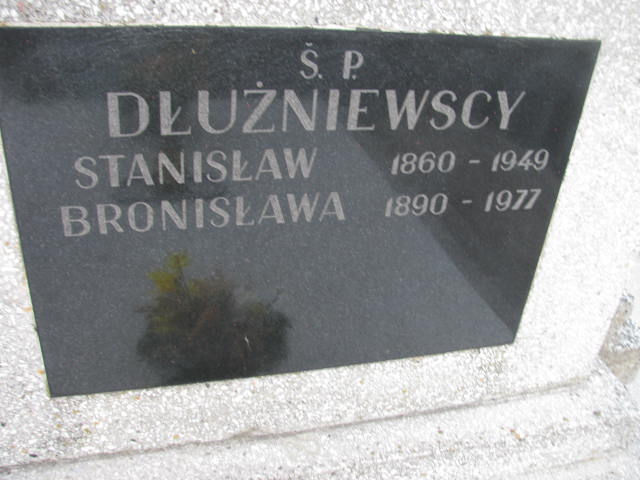 Ś. P.
DŁUŻNIEWSCY
STANISŁAW 1860 - 1949
BRONISŁAWA 1890 - 1977